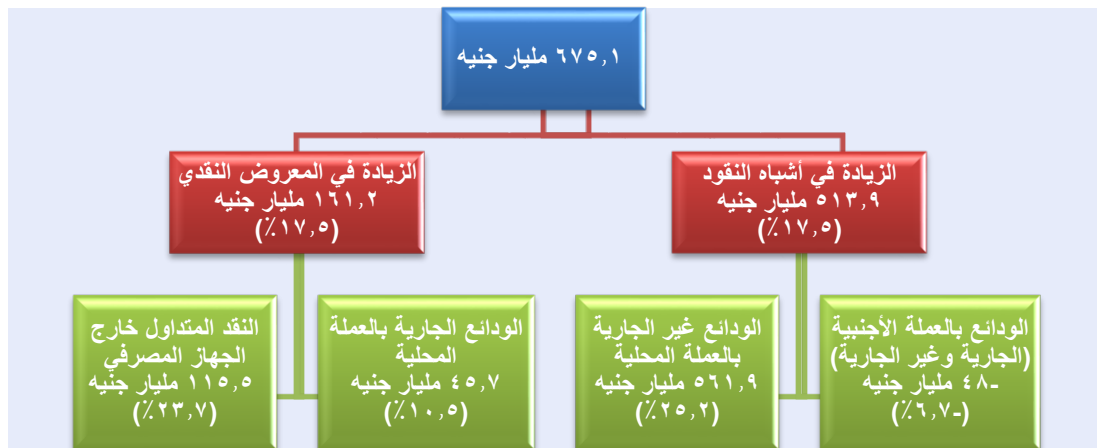 ٦٧٥,١ مليار جنيه
الزيادة في أشباه النقود
٥١٣,٩ مليار جنيه
(١٧,٥٪)
الزيادة في المعروض النقدي
١٦١,٢ مليار جنيه
(١٧,٥٪)
الودائع بالعملة الأجنبية
(الجارية وغير الجارية)
-٤٨ مليار جنيه
(-٦,٧٪)
الودائع غير الجارية
بالعملة المحلية
٥٦١,٩ مليار جنيه
(٢٥,٢٪)
الودائع الجارية بالعملة
المحلية
٤٥,٧ مليار جنيه
(١٠,٥٪)
النقد المتداول خارج
الجهاز المصرفي
١١٥,٥ مليار جنيه
(٢٣,٧٪)